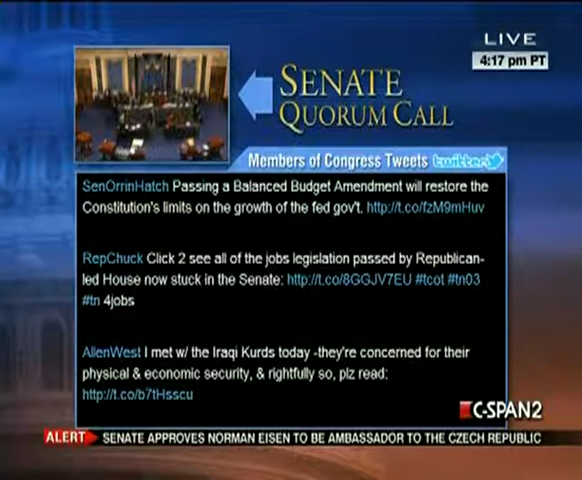 LIVE
4:17 pm PT
SENATE
QUORUM CALL
Members of Congress Tweets twitter
SenOrrinHatch Passing a Balanced Budget Amendment will restore the
Constitution's limits on the growth of the fed gov't. http://t.co/fzM9mHuv
RepChuck Click 2 see all of the jobs legislation passed by Republican-
led House now stuck in the Senate: http://t.co/8GGJV7EU #tcot #tn03
#tn 4jobs
AllenWest I met w/ the Iraqi Kurds today -they're concerned for their
physical & economic security, & rightfully so, plz read:
http://t.co/b7tHsscu
C-SPAN2
ALERT SENATE APPROVES NORMAN EISEN TO BE AMBASSADOR TO THE CZECH REPUBLIC